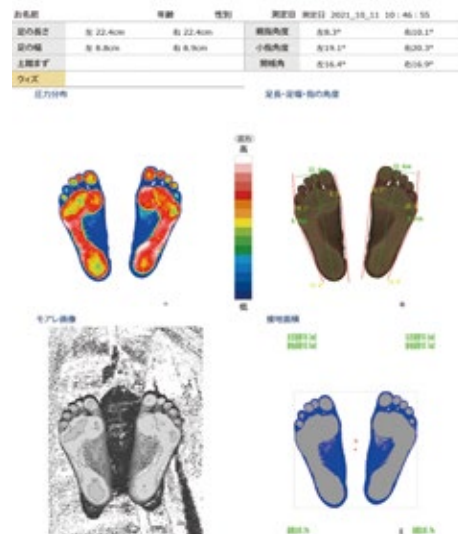 お名前 年齢 性別 測定日 測定日 2021_10_11 10:46:55
足の長さ 左 22.4cm 右 22.4cm 親指角度 左9.3° 右10.1°
足の幅 左 8.8cm 右 8.9cm 小指角度 左19.1° 右20.3°
土踏まず 開帳角 左16.4° 右16.9°
ウィズ
圧力分布 足長・足幅・指の角度
高
低
モアレ画像 接地面積